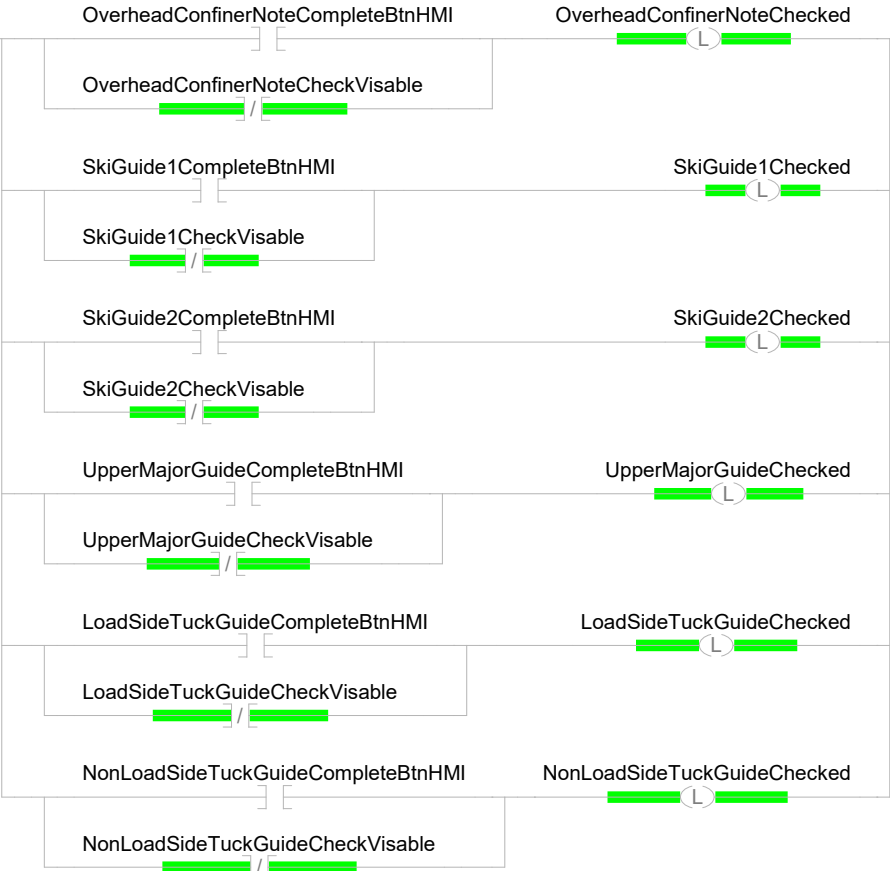 OverheadConfinerNoteCompleteBtnHMI OverheadConfinerNoteChecked
L
OverheadConfinerNoteCheckVisable
/
SkiGuide1CompleteBtnHMI SkiGuide1Checked
L
SkiGuide1CheckVisable
/
SkiGuide2CompleteBtnHMI SkiGuide2Checked
L
SkiGuide2CheckVisable
/
UpperMajorGuideCompleteBtnHMI UpperMajorGuideChecked
L
UpperMajorGuideCheckVisable
/
LoadSideTuckGuideCompleteBtnHMI LoadSideTuckGuideChecked
L
LoadSideTuckGuideCheckVisable
/
NonLoadSideTuckGuideCompleteBtnHMI NonLoadSideTuckGuideChecked
L
NonLoadSideTuckGuideCheckVisable
/